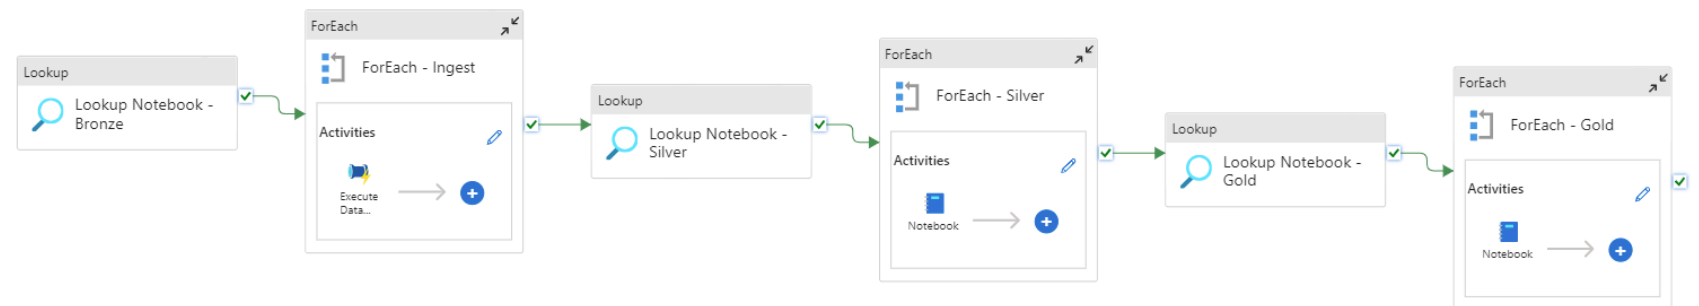 Lookup
Lookup Notebook -
Bronze
ForEach
ForEach - Ingest
Activities
Execute
Data...
Lookup
Lookup Notebook -
Silver
ForEach
ForEach - Silver
Activities
Notebook
Lookup
Lookup Notebook -
Gold
ForEach
ForEach - Gold
Activities
Notebook